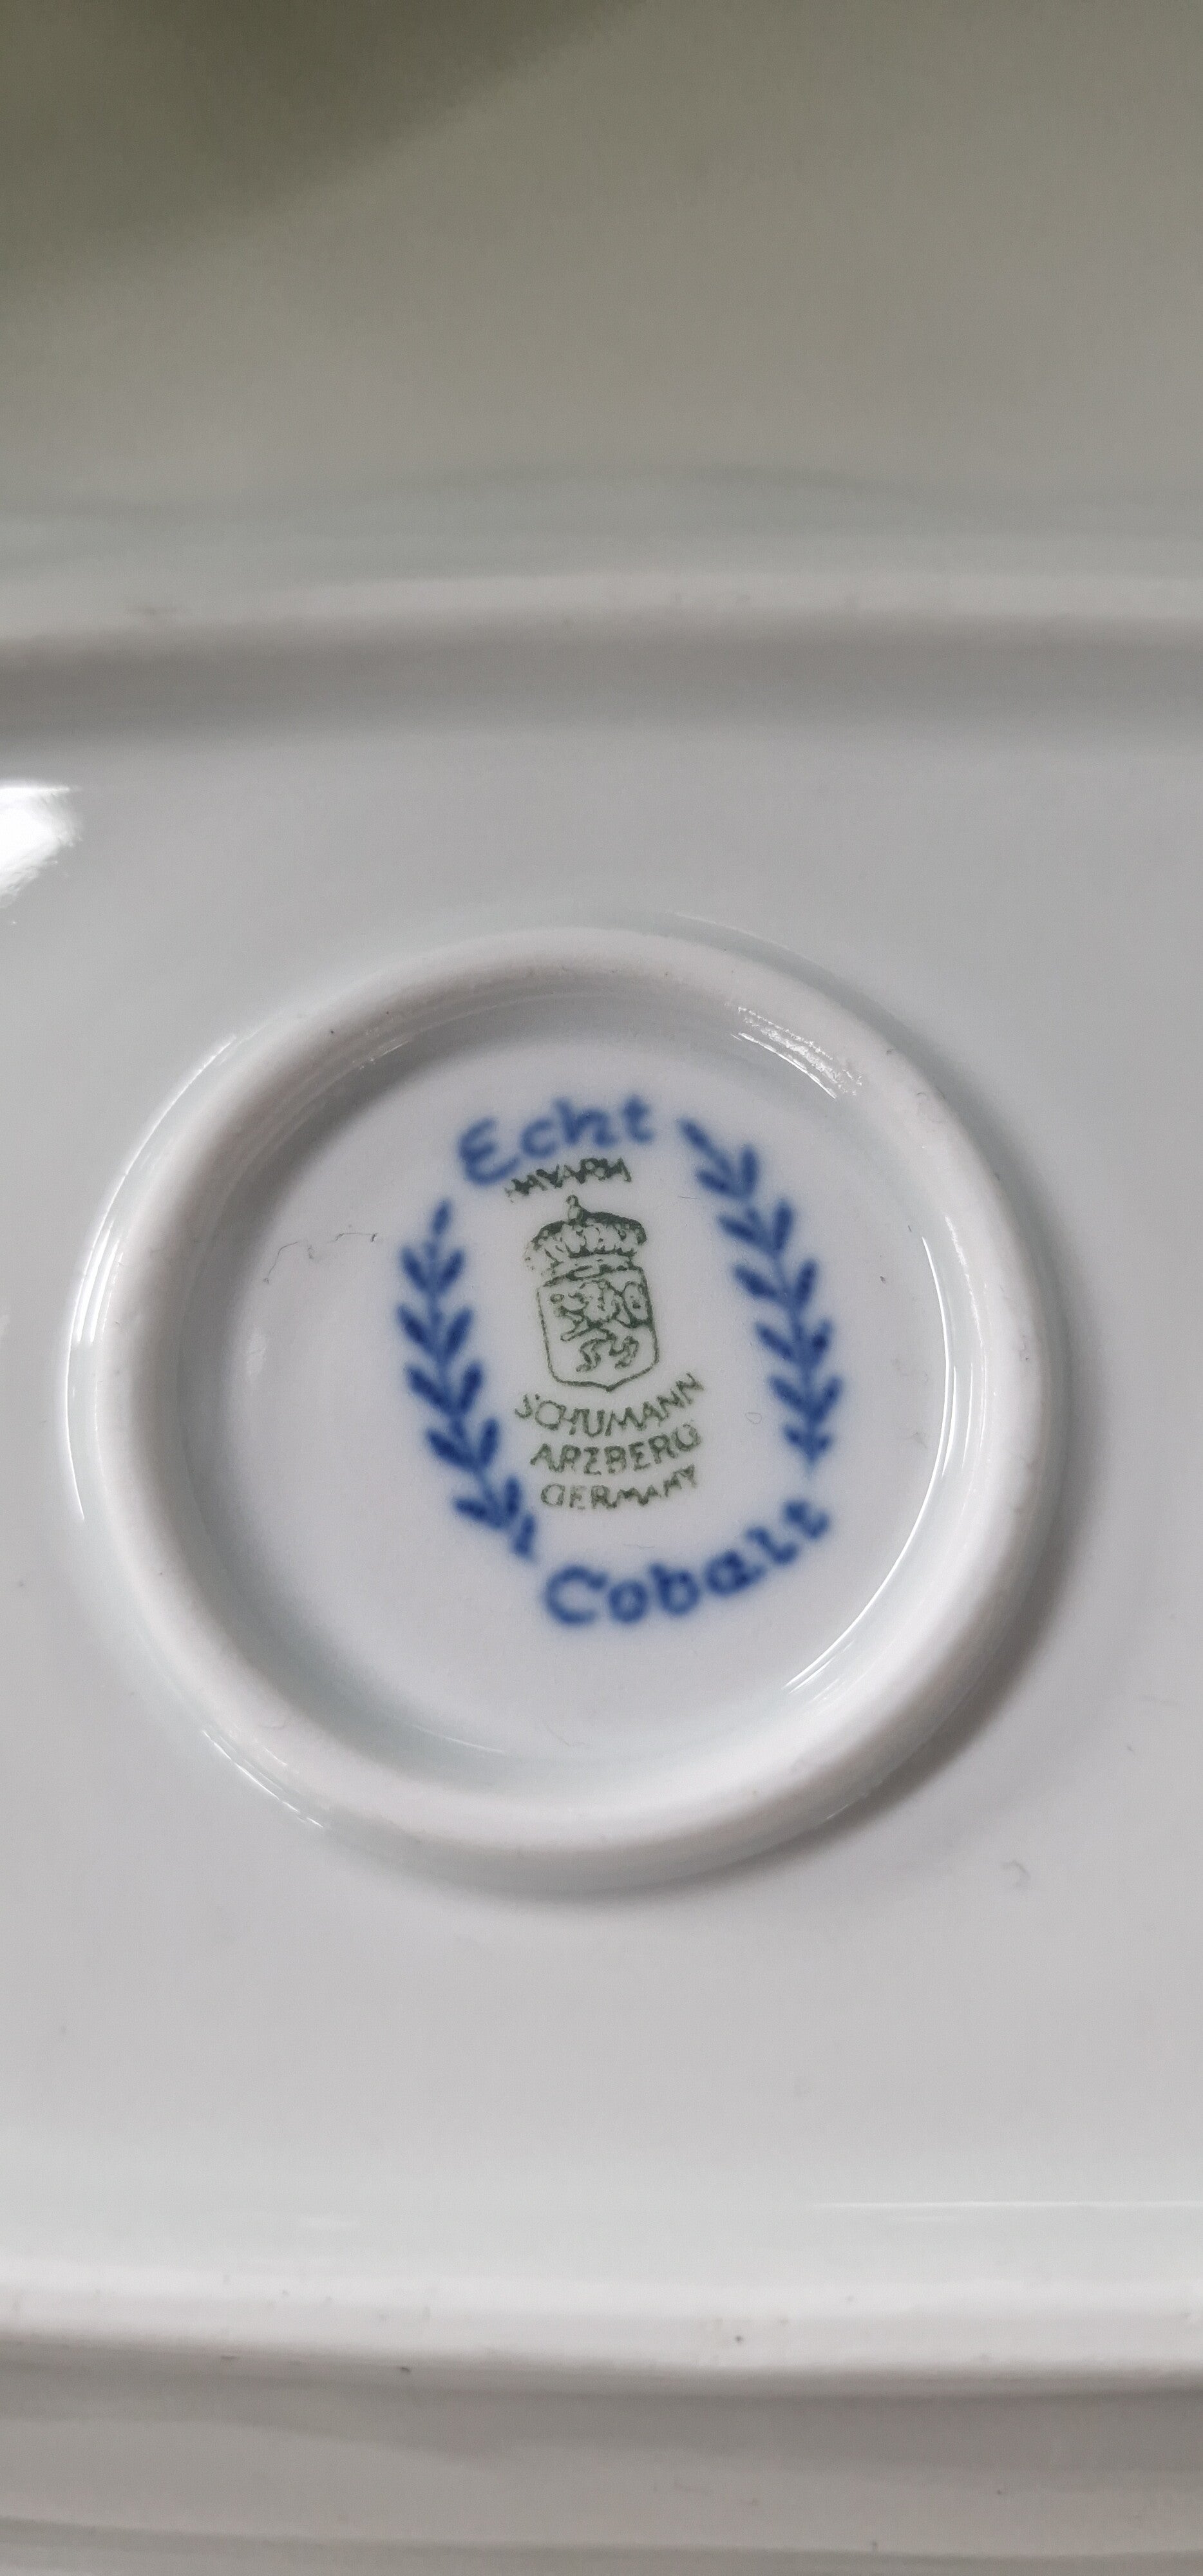 Echt
BAVARIA
SCHUMANN
ARZBERG
GERMANY
Cobalt